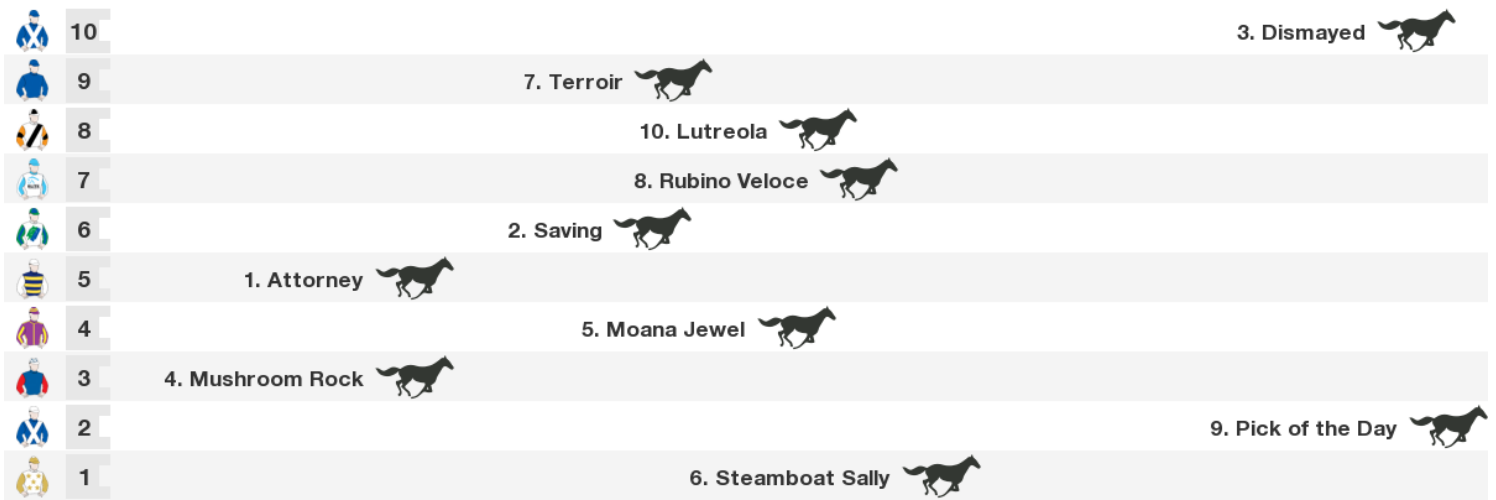 10 3. Dismayed
9 7. Terroir
8 10. Lutreola
7 8. Rubino Veloce
6 2. Saving
5 1. Attorney
4 5. Moana Jewel
3 4. Mushroom Rock
2 9. Pick of the Day
1 6. Steamboat Sally